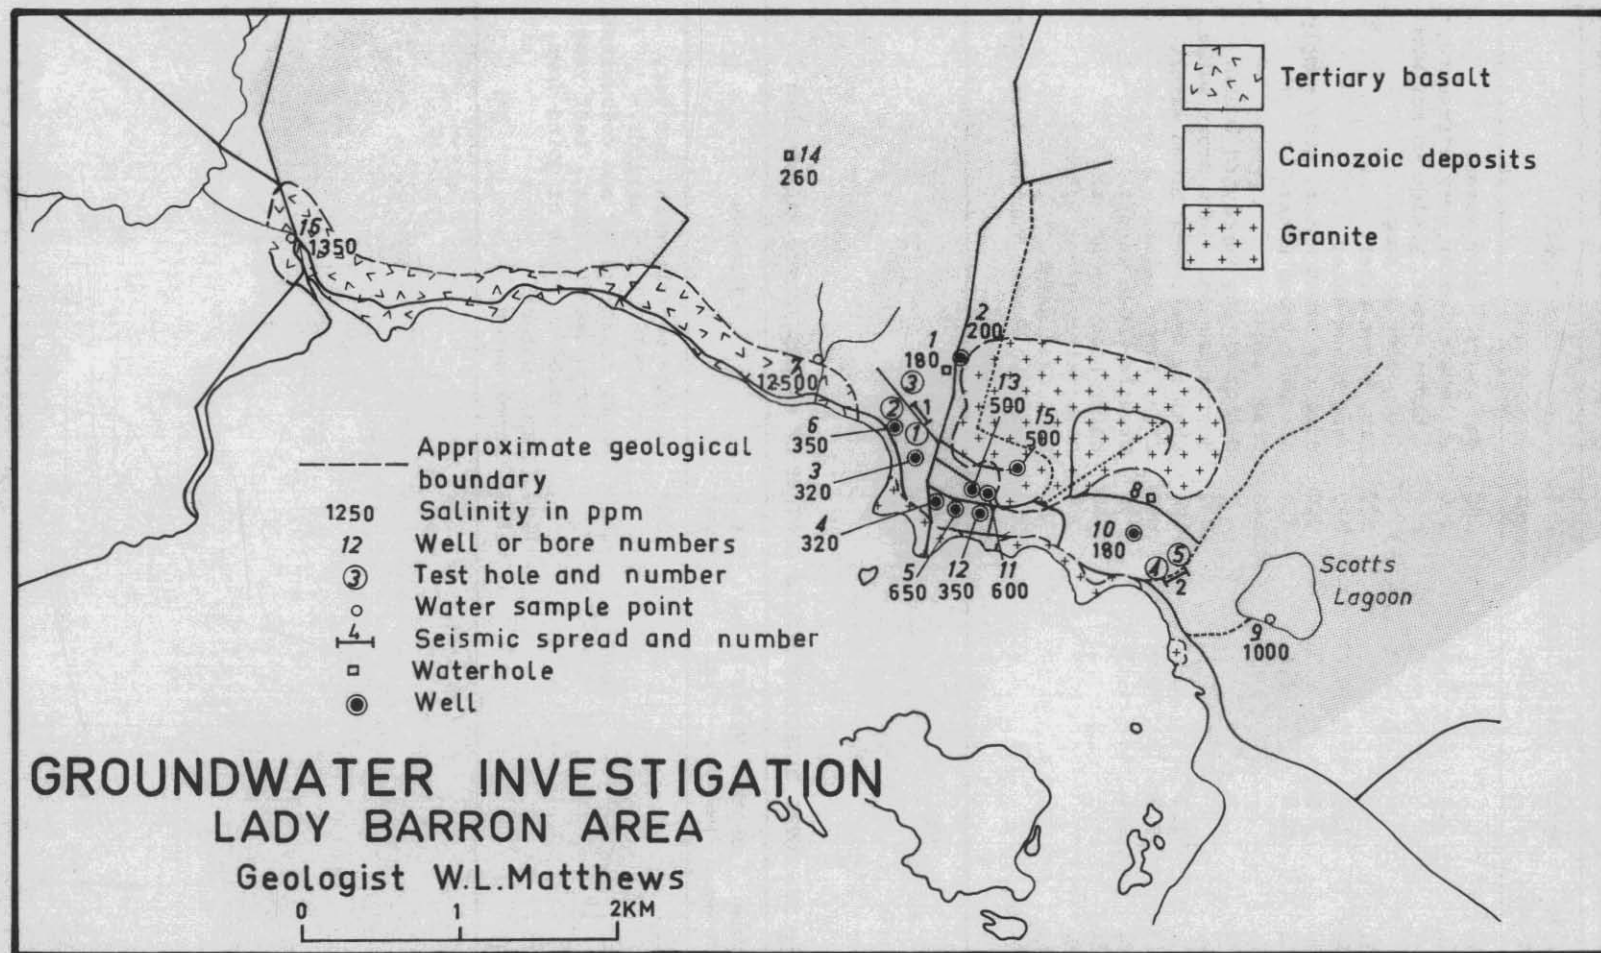 Tertiary basalt
Cainozoic deposits
Granite
14
260
15
1350
2
200
1
180
3
13
500
7
12500
2
1
15
500
6
350
1
3
320
8
4
320
10
180
5
4
2
5
650
12
350
11
600
Scotts
Lagoon
9
1000
Approximate geological
boundary
1250 Salinity in ppm
12 Well or bore numbers
3 Test hole and number
Water sample point
4 Seismic spread and number
Waterhole
Well
GROUNDWATER INVESTIGATION
LADY BARRON AREA
Geologist W.L.Matthews
0 1 2KM